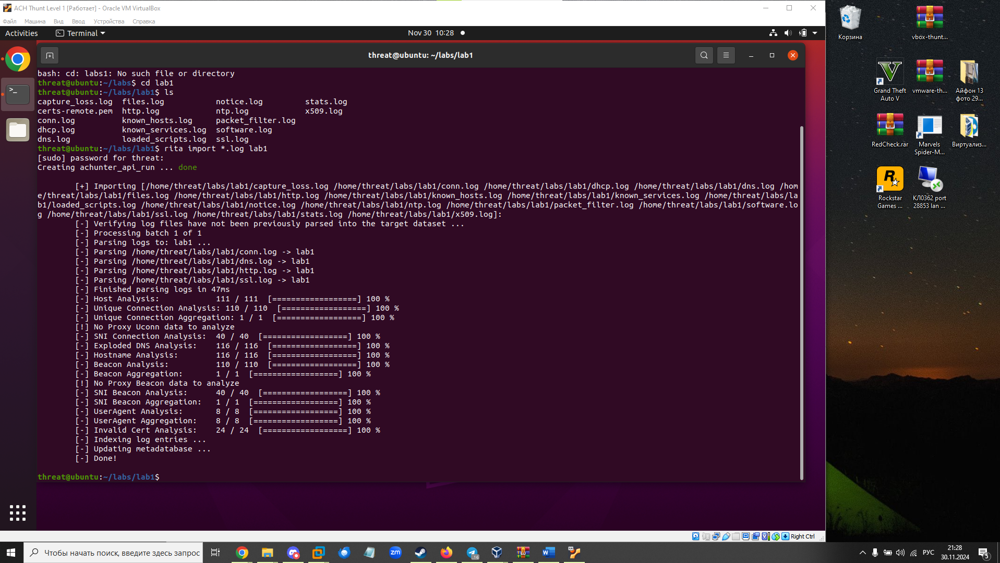 ACH Thunt Level 1 [Работает] - Oracle VM VirtualBox
Файл Машина Вид Ввод Устройства Справка
Activities Terminal Nov 30 10:28
threat@ubuntu: ~/labs/lab1
bash: cd: labs1: No such file or directory
threat@ubuntu:~/labs$ cd lab1
threat@ubuntu:~/labs/lab1$ ls
capture_loss.log files.log notice.log stats.log
certs-remote.pem http.log ntp.log x509.log
conn.log known_hosts.log packet_filter.log
dhcp.log known_services.log software.log
dns.log loaded_scripts.log ssl.log
threat@ubuntu:~/labs/lab1$ rita import *.log lab1
[sudo] password for threat:
Creating achunter_api_run ... done
[+] Importing [/home/threat/labs/lab1/capture_loss.log /home/threat/labs/lab1/conn.log /home/threat/labs/lab1/dhcp.log /home/threat/labs/lab1/dns.log /hom
e/threat/labs/lab1/files.log /home/threat/labs/lab1/http.log /home/threat/labs/lab1/known_hosts.log /home/threat/labs/lab1/known_services.log /home/threat/labs/la
b1/loaded_scripts.log /home/threat/labs/lab1/notice.log /home/threat/labs/lab1/ntp.log /home/threat/labs/lab1/packet_filter.log /home/threat/labs/lab1/software.lo
g /home/threat/labs/lab1/ssl.log /home/threat/labs/lab1/stats.log /home/threat/labs/lab1/x509.log]:
[-] Verifying log files have not been previously parsed into the target dataset ...
[-] Processing batch 1 of 1
[-] Parsing logs to: lab1 ...
[-] Parsing /home/threat/labs/lab1/conn.log -> lab1
[-] Parsing /home/threat/labs/lab1/dns.log -> lab1
[-] Parsing /home/threat/labs/lab1/http.log -> lab1
[-] Parsing /home/threat/labs/lab1/ssl.log -> lab1
[-] Finished parsing logs in 47ms
[-] Host Analysis: 111 / 111 [==================] 100 %
[-] Unique Connection Analysis: 110 / 110 [==================] 100 %
[-] Unique Connection Aggregation: 1 / 1 [==================] 100 %
[!] No Proxy Uconn data to analyze
[-] SNI Connection Analysis: 40 / 40 [==================] 100 %
[-] Exploded DNS Analysis: 116 / 116 [==================] 100 %
[-] Hostname Analysis: 116 / 116 [==================] 100 %
[-] Beacon Analysis: 110 / 110 [==================] 100 %
[-] Beacon Aggregation: 1 / 1 [==================] 100 %
[!] No Proxy Beacon data to analyze
[-] SNI Beacon Analysis: 40 / 40 [==================] 100 %
[-] SNI Beacon Aggregation: 1 / 1 [==================] 100 %
[-] UserAgent Analysis: 8 / 8 [==================] 100 %
[-] UserAgent Aggregation: 8 / 8 [==================] 100 %
[-] Invalid Cert Analysis: 24 / 24 [==================] 100 %
[-] Indexing log entries ...
[-] Updating metadatabase ...
[-] Done!
threat@ubuntu:~/labs/lab1$
Right Ctrl
Корзина
vbox-thunt...
Grand Theft
Auto V
vmware-th...
Айфон 13
фото 29...
RedCheck.rar
Marvels
Spider-M...
Виртуализ...
Rockstar
Games ...
КЛ0362 port
28853 lan ...
Чтобы начать поиск, введите здесь запрос
zm
16
РУС
21:28
30.11.2024
5